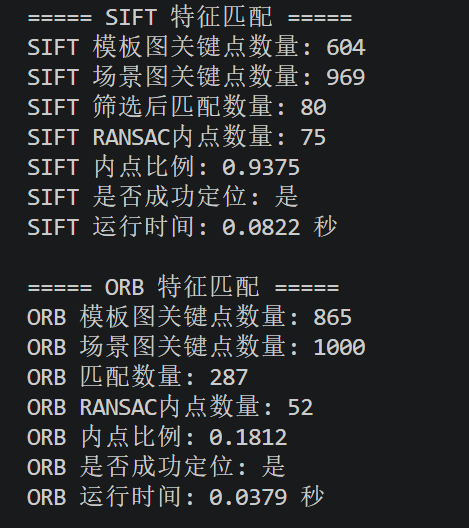 ===== SIFT 特征匹配 =====
SIFT 模板图关键点数量: 604
SIFT 场景图关键点数量: 969
SIFT 筛选后匹配数量: 80
SIFT RANSAC内点数量: 75
SIFT 内点比例: 0.9375
SIFT 是否成功定位: 是
SIFT 运行时间: 0.0822 秒
===== ORB 特征匹配 =====
ORB 模板图关键点数量: 865
ORB 场景图关键点数量: 1000
ORB 匹配数量: 287
ORB RANSAC内点数量: 52
ORB 内点比例: 0.1812
ORB 是否成功定位: 是
ORB 运行时间: 0.0379 秒